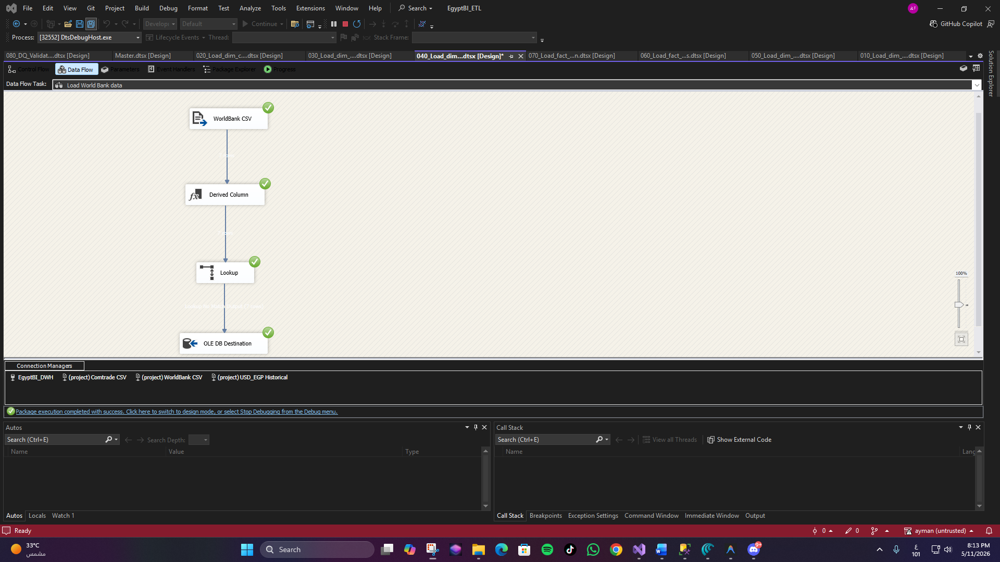 File Edit View Git Project Build Debug Format Test Analyze Tools Extensions Window Help Search EgyptBI_ETL AF
Develop Default Continue GitHub Copilot
Process: [32552] DtsDebugHost.exe Lifecycle Events Thread: Stack Frame:
080_DQ_Validat....dtsx [Design] Master.dtsx [Design] 020_Load_dim_c....dtsx [Design] 030_Load_dim_....dtsx [Design] 040_Load_dim...dtsx [Design]* 070_Load_fact_...n.dtsx [Design] 060_Load_fact_...s.dtsx [Design] 050_Load_dim_....dtsx [Design] 010_Load_dim_....dtsx [Design]
Control Flow Data Flow Parameters Event Handlers Package Explorer Progress
Solution Explorer
Data Flow Task: Load World Bank data
WorldBank CSV
Derived Column
Lookup
Lookup No Match Output (7 rows)
OLE DB Destination
100%
Connection Managers
EgyptBI_DWH (project) Comtrade CSV (project) WorldBank CSV (project) USD_EGP Historical
Package execution completed with success. Click here to switch to design mode, or select Stop Debugging from the Debug menu.
Autos
Search (Ctrl+E) Search Depth:
Name Value Type
Autos Locals Watch 1
Call Stack
Search (Ctrl+E) View all Threads Show External Code
Name Lang
Call Stack Breakpoints Exception Settings Command Window Immediate Window Output
Ready 0 0 ayman (untrusted)
33°C
مشمس
Search
9+
ع
101
8:13 PM
5/11/2026